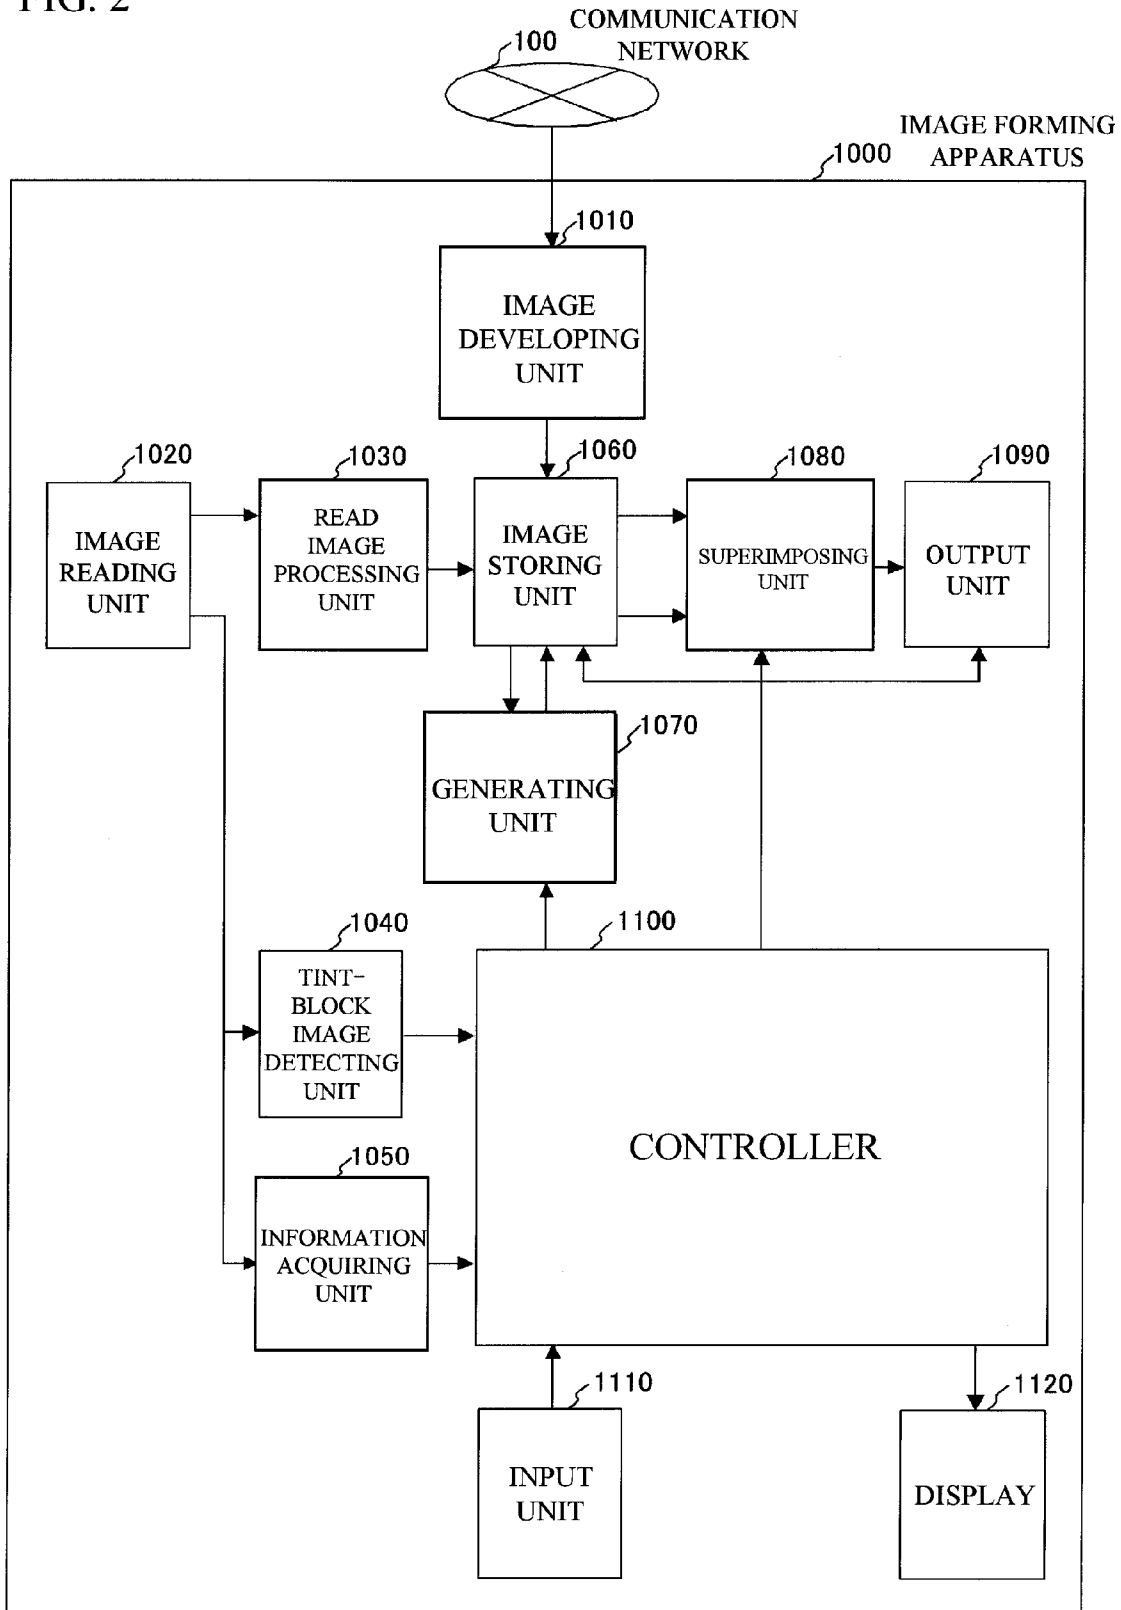 FIG. 2
COMMUNICATION
NETWORK
100
IMAGE FORMING
APPARATUS
1000
1010
IMAGE
DEVELOPING
UNIT
1020
IMAGE
READING
UNIT
1030
READ
IMAGE
PROCESSING
UNIT
1060
IMAGE
STORING
UNIT
1080
SUPERIMPOSING
UNIT
1090
OUTPUT
UNIT
1070
GENERATING
UNIT
1040
TINT-
BLOCK
IMAGE
DETECTING
UNIT
1100
CONTROLLER
1050
INFORMATION
ACQUIRING
UNIT
1110
INPUT
UNIT
1120
DISPLAY